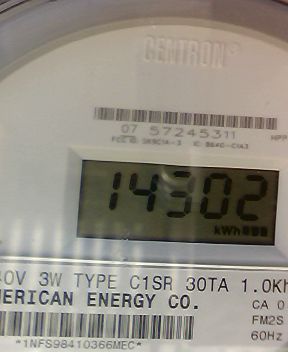 CENTRON®
07 57245311
14302
kWh
40V 3W TYPE C1SR 30TA 1.0Kh
MERICAN ENERGY CO.
CA 0
FM2S
60Hz
*1NFS98410366MEC*